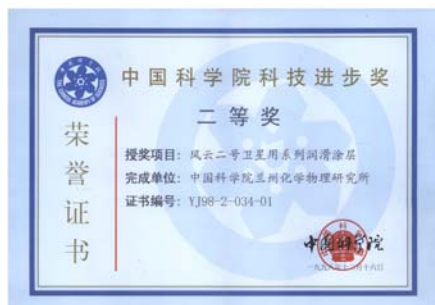 中国科学院科技进步奖
二等奖
荣誉证书
授奖项目：风云二号卫星用系列润滑涂层
完成单位：中国科学院兰州化学物理研究所
证书编号：YJ98-2-034-01
中国科学院